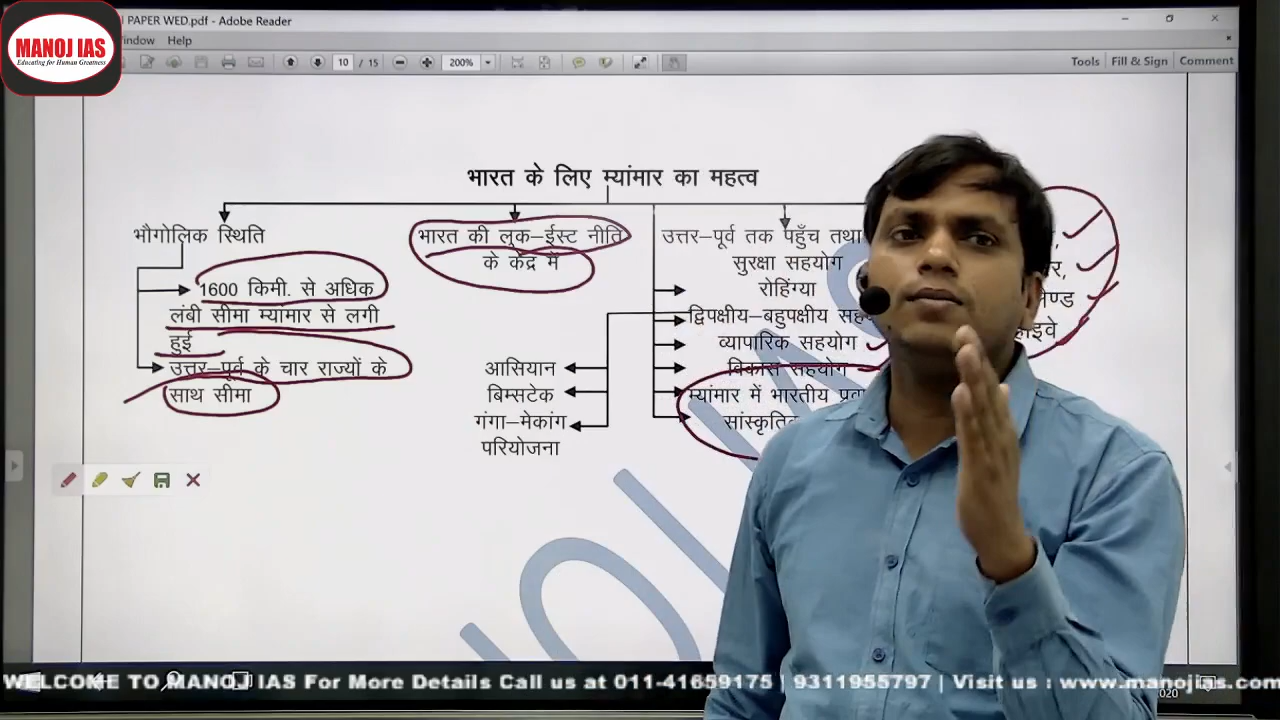 MANOJ IAS
Educating for Human Greatness
PAPER WED.pdf - Adobe Reader
Window Help
10 / 15
200%
Tools Fill & Sign Comment
भारत के लिए म्यांमार का महत्व
भौगोलिक स्थिति
1600 किमी. से अधिक
लंबी सीमा म्यांमार से लगी
हुई
उत्तर–पूर्व के चार राज्यों के
साथ सीमा
भारत की लुक–ईस्ट नीति
के केंद्र में
आसियान
बिम्सटेक
गंगा–मेकांग
परियोजना
उत्तर–पूर्व तक पहुँच तथा
सुरक्षा सहयोग
रोहिंग्या
द्विपक्षीय–बहुपक्षीय
व्यापारिक सहयोग
विकास सहयोग
म्यांमार में भारतीय
WELCOME TO MANOJ IAS For More Details Call us at 011-41659175 | 9311955797 | Visit us : www.manojias.com